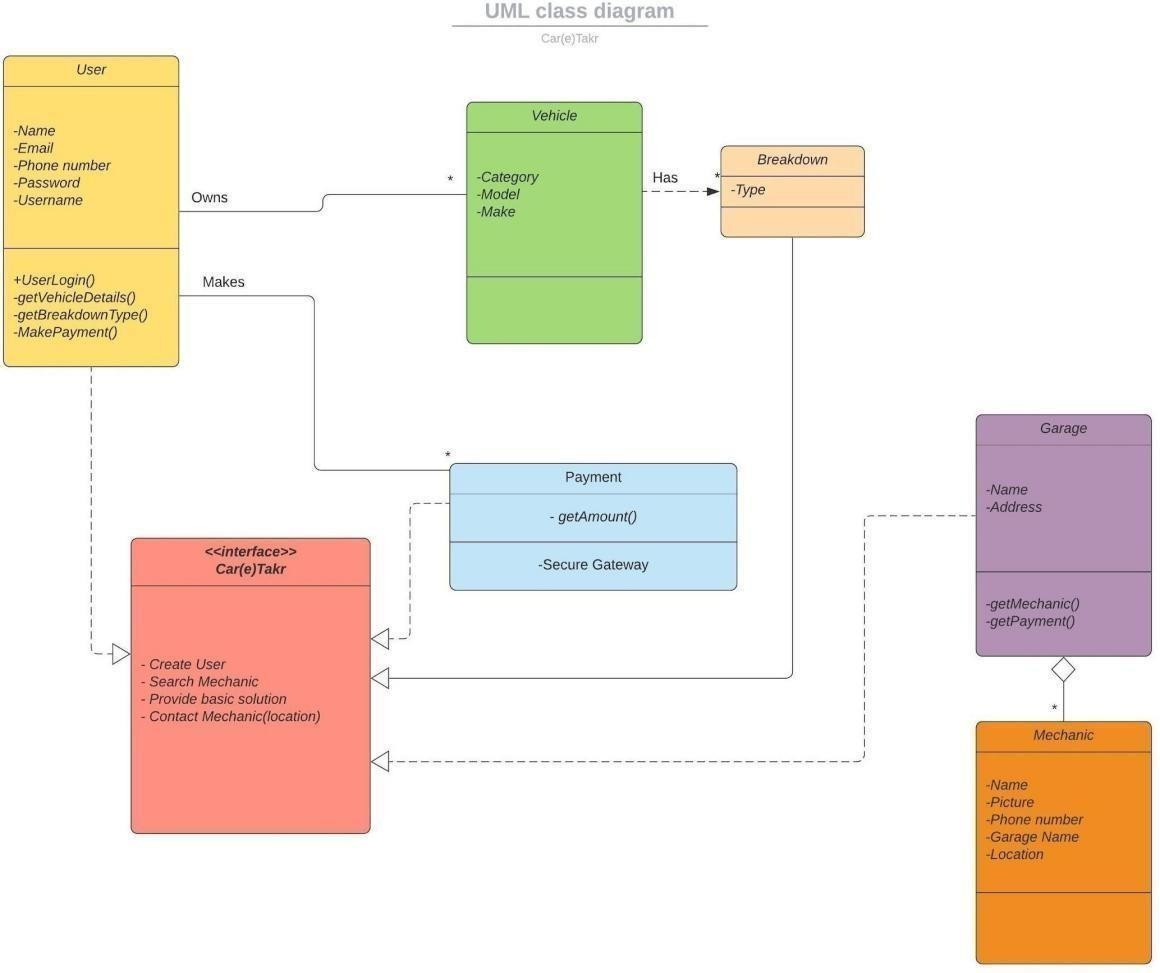 UML class diagram
Car(e)Takr
User
-Name
-Email
-Phone number
-Password
-Username
+UserLogin()
-getVehicleDetails()
-getBreakdownType()
-MakePayment()
Owns
*
Vehicle
-Category
-Model
-Make
Has
*
Breakdown
-Type
Makes
*
Payment
- getAmount()
-Secure Gateway
<<interface>>
Car(e)Takr
- Create User
- Search Mechanic
- Provide basic solution
- Contact Mechanic(location)
Garage
-Name
-Address
-getMechanic()
-getPayment()
*
Mechanic
-Name
-Picture
-Phone number
-Garage Name
-Location